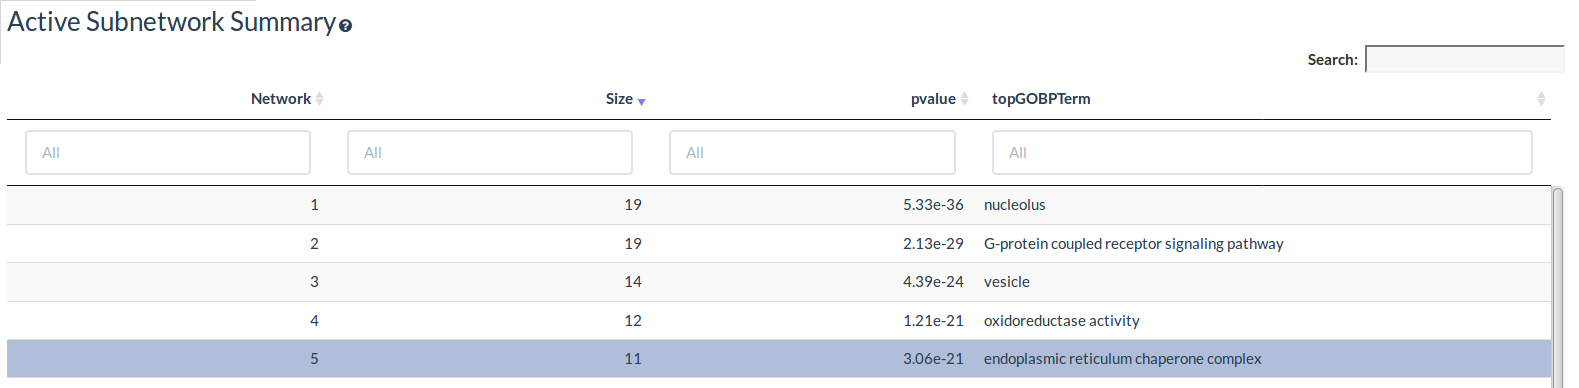 Active Subnetwork Summary
Search:
Network Size pvalue topGOBPTerm
All All All All
1 19 5.33e-36 nucleolus
2 19 2.13e-29 G-protein coupled receptor signaling pathway
3 14 4.39e-24 vesicle
4 12 1.21e-21 oxidoreductase activity
5 11 3.06e-21 endoplasmic reticulum chaperone complex